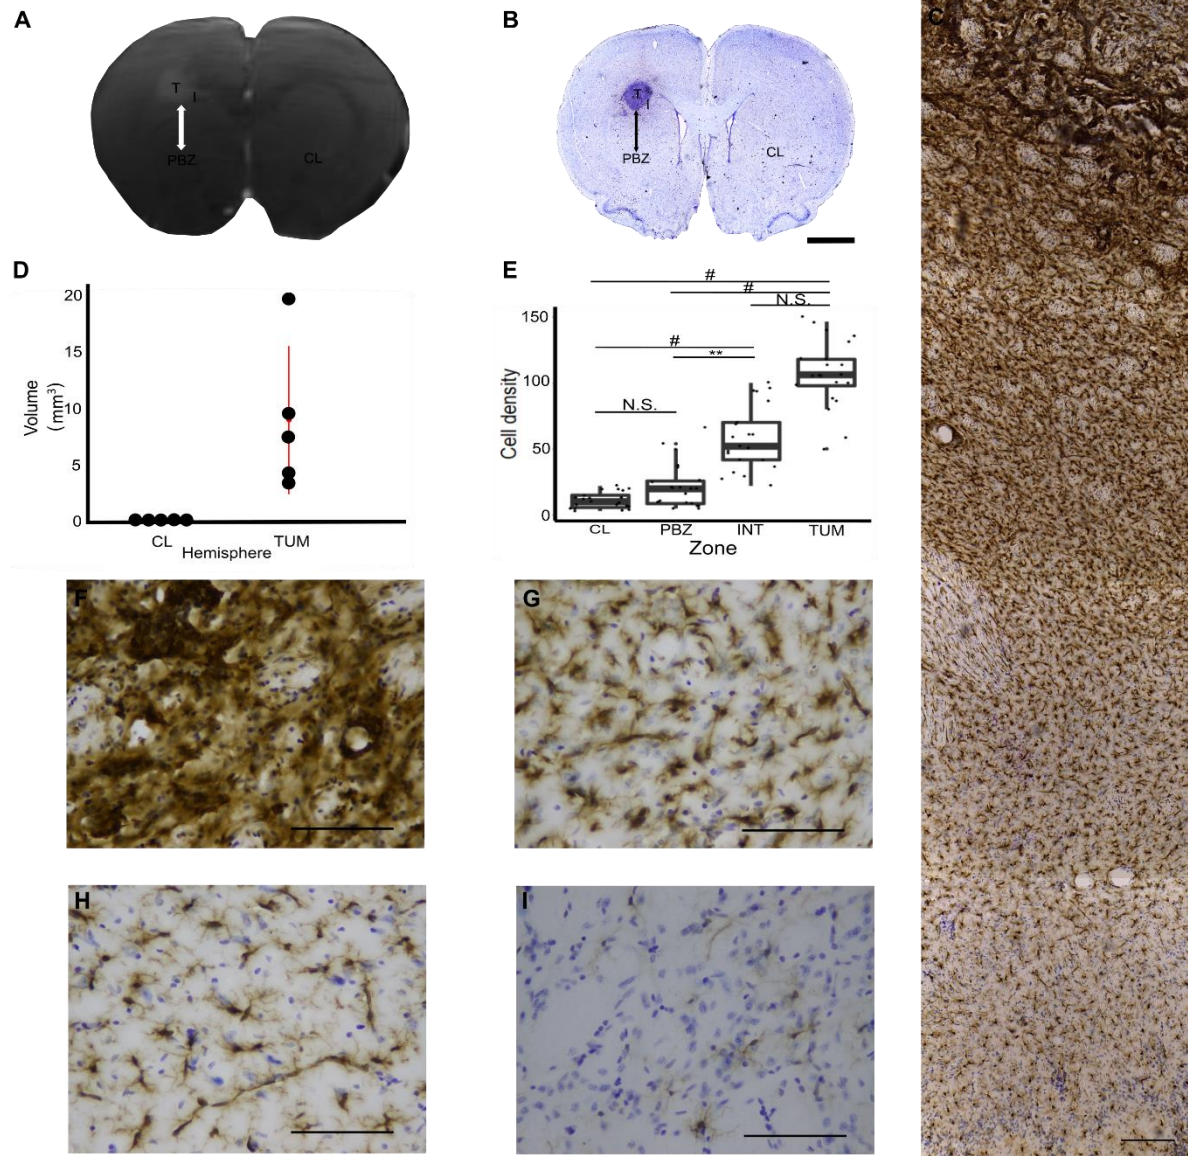 A
B
C
T
I
PBZ
CL
T
I
PBZ
CL
D
E
20
15
10
5
0
Volume
(mm³)
CL
TUM
Hemisphere
#
#
N.S.
#
**
N.S.
150
100
50
0
Cell density
CL
PBZ
INT
TUM
Zone
F
G
H
I